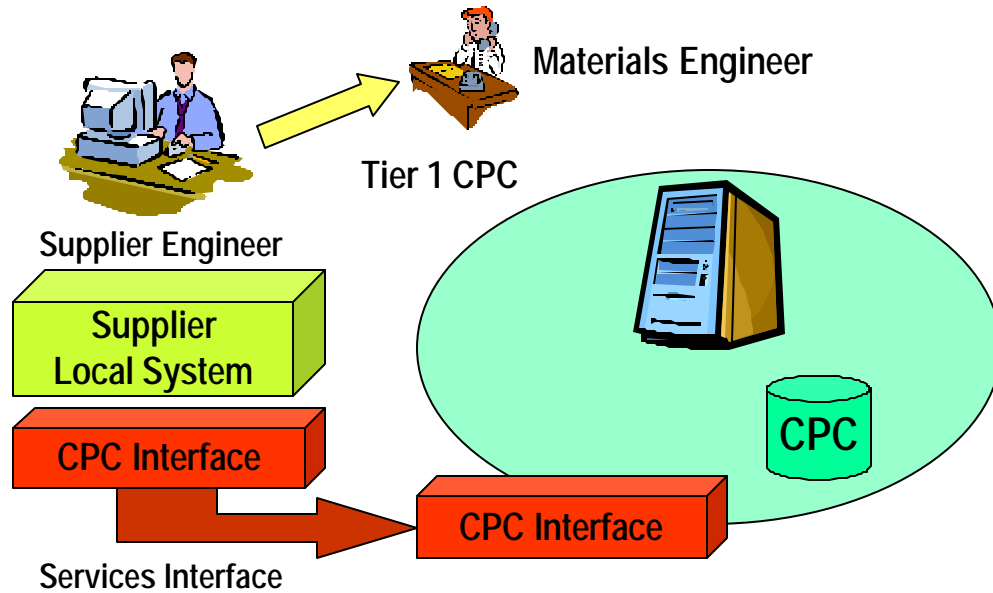 Materials Engineer
Tier 1 CPC
Supplier Engineer
Supplier
Local System
CPC
CPC Interface
CPC Interface
Services Interface